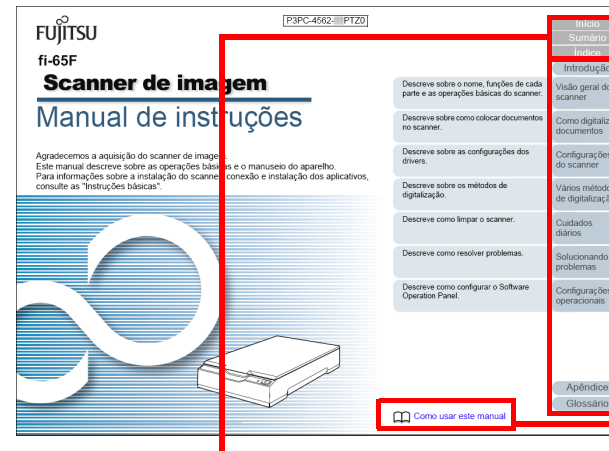 FUJITSU
P3PC-4562- PTZ0
fi-65F
Scanner de imagem
Manual de instruções
Agradecemos a aquisição do scanner de imagem.
Este manual descreve sobre as operações básicas e o manuseio do aparelho.
Para informações sobre a instalação do scanner, conexão e instalação dos aplicativos,
consulte as "Instruções básicas".
Descreve sobre o nome, funções de cada
parte e as operações básicas do scanner.
Descreve sobre como colocar documentos
no scanner.
Descreve sobre as configurações dos
drivers.
Descreve sobre os métodos de
digitalização.
Descreve como limpar o scanner.
Descreve como resolver problemas.
Descreve como configurar o Software
Operation Panel.
Como usar este manual
Início
Sumário
Índice
Introdução
Visão geral do
scanner
Como digitaliz
documentos
Configurações
do scanner
Vários método
de digitalizaçã
Cuidados
diários
Solucionando
problemas
Configurações
operacionais
Apêndice
Glossário